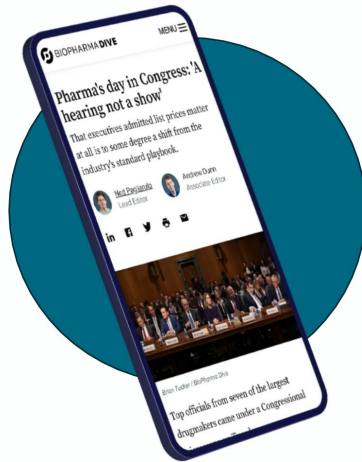 BIOPHARMA DIVE
MENU
Pharma's day in Congress: 'A
hearing not a show'
That executives admitted list prices matter
at all is to some degree a shift from the
industry's standard playbook.
Ned Pagliarulo
Lead Editor
Andrew Dunn
Associate Editor
Brian Tucker / BioPharma Dive
Top officials from seven of the largest
drugmakers came under a Congressional